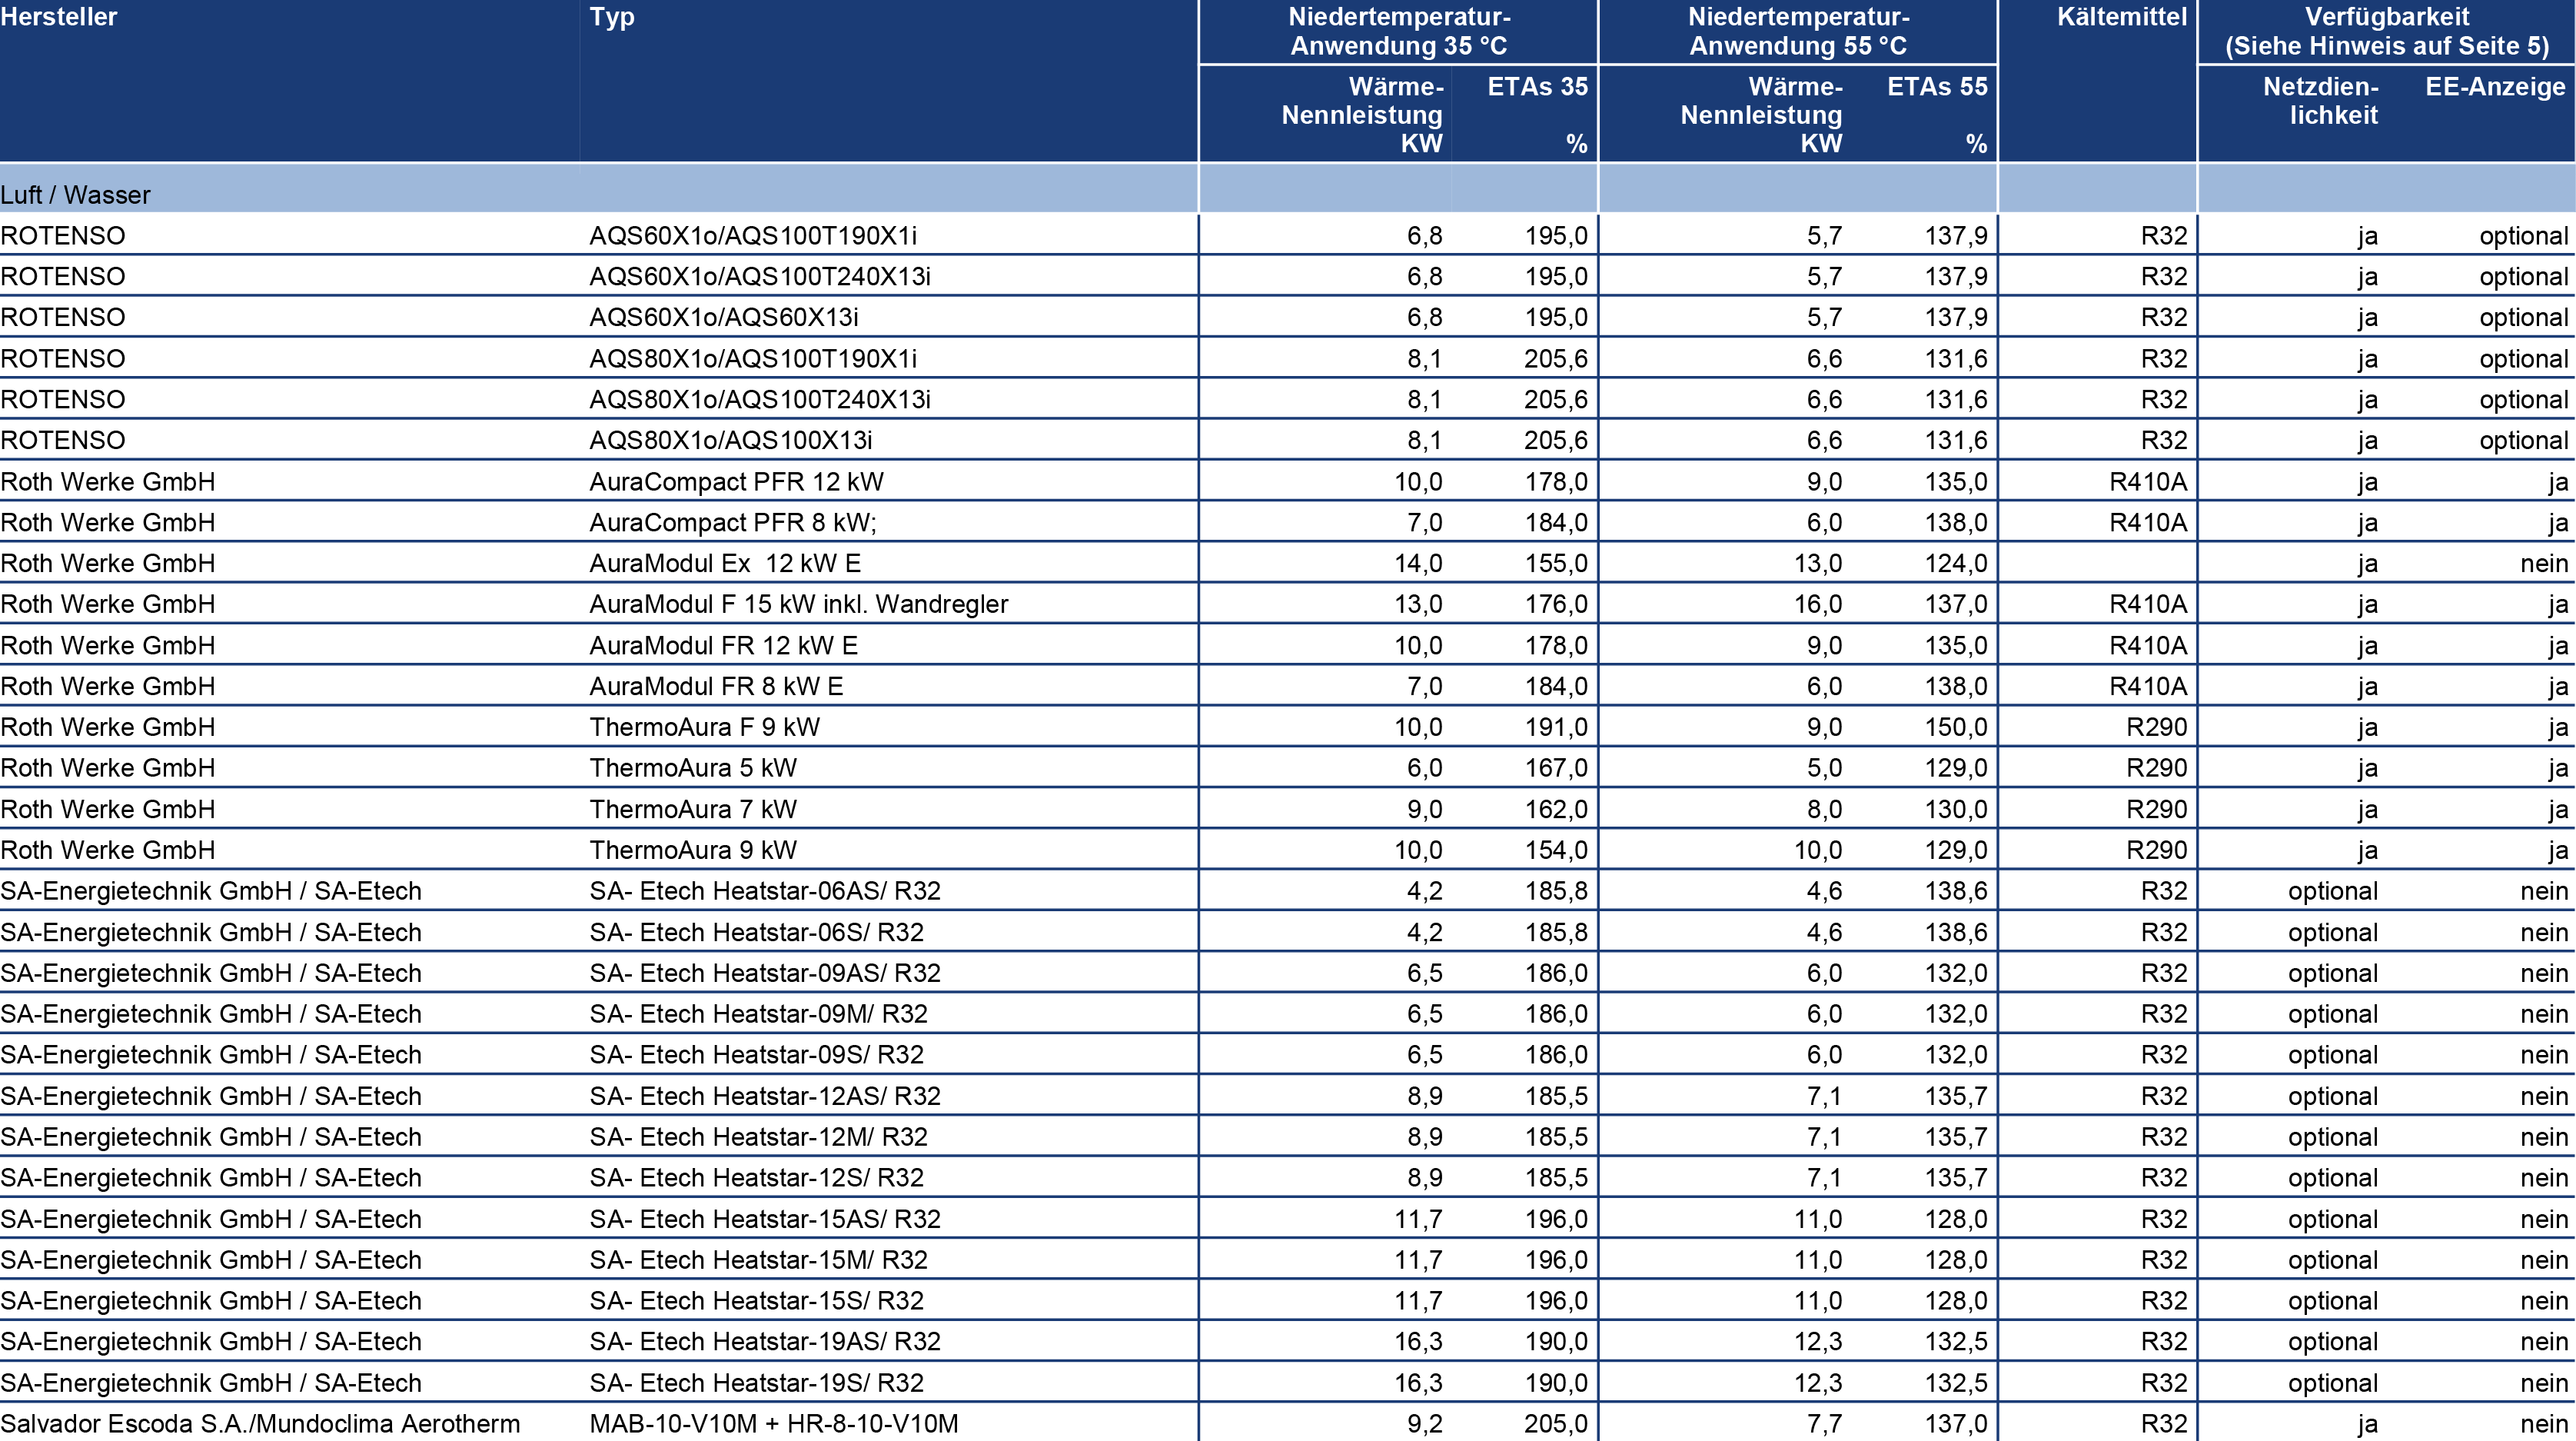 Hersteller Typ Niedertemperatur- Niedertemperatur- Kältemittel Verfügbarkeit
Anwendung 35 °C Anwendung 55 °C (Siehe Hinweis auf Seite 5)
Wärme- ETAs 35 Wärme- ETAs 55 Netzdien- EE-Anzeige
Nennleistung Nennleistung lichkeit
KW % KW %
Luft / Wasser
ROTENSO AQS60X1o/AQS100T190X1i 6,8 195,0 5,7 137,9 R32 ja optional
ROTENSO AQS60X1o/AQS100T240X13i 6,8 195,0 5,7 137,9 R32 ja optional
ROTENSO AQS60X1o/AQS60X13i 6,8 195,0 5,7 137,9 R32 ja optional
ROTENSO AQS80X1o/AQS100T190X1i 8,1 205,6 6,6 131,6 R32 ja optional
ROTENSO AQS80X1o/AQS100T240X13i 8,1 205,6 6,6 131,6 R32 ja optional
ROTENSO AQS80X1o/AQS100X13i 8,1 205,6 6,6 131,6 R32 ja optional
Roth Werke GmbH AuraCompact PFR 12 kW 10,0 178,0 9,0 135,0 R410A ja ja
Roth Werke GmbH AuraCompact PFR 8 kW; 7,0 184,0 6,0 138,0 R410A ja ja
Roth Werke GmbH AuraModul Ex  12 kW E 14,0 155,0 13,0 124,0 ja nein
Roth Werke GmbH AuraModul F 15 kW inkl. Wandregler 13,0 176,0 16,0 137,0 R410A ja ja
Roth Werke GmbH AuraModul FR 12 kW E 10,0 178,0 9,0 135,0 R410A ja ja
Roth Werke GmbH AuraModul FR 8 kW E 7,0 184,0 6,0 138,0 R410A ja ja
Roth Werke GmbH ThermoAura F 9 kW 10,0 191,0 9,0 150,0 R290 ja ja
Roth Werke GmbH ThermoAura 5 kW 6,0 167,0 5,0 129,0 R290 ja ja
Roth Werke GmbH ThermoAura 7 kW 9,0 162,0 8,0 130,0 R290 ja ja
Roth Werke GmbH ThermoAura 9 kW 10,0 154,0 10,0 129,0 R290 ja ja
SA-Energietechnik GmbH / SA-Etech SA- Etech Heatstar-06AS/ R32 4,2 185,8 4,6 138,6 R32 optional nein
SA-Energietechnik GmbH / SA-Etech SA- Etech Heatstar-06S/ R32 4,2 185,8 4,6 138,6 R32 optional nein
SA-Energietechnik GmbH / SA-Etech SA- Etech Heatstar-09AS/ R32 6,5 186,0 6,0 132,0 R32 optional nein
SA-Energietechnik GmbH / SA-Etech SA- Etech Heatstar-09M/ R32 6,5 186,0 6,0 132,0 R32 optional nein
SA-Energietechnik GmbH / SA-Etech SA- Etech Heatstar-09S/ R32 6,5 186,0 6,0 132,0 R32 optional nein
SA-Energietechnik GmbH / SA-Etech SA- Etech Heatstar-12AS/ R32 8,9 185,5 7,1 135,7 R32 optional nein
SA-Energietechnik GmbH / SA-Etech SA- Etech Heatstar-12M/ R32 8,9 185,5 7,1 135,7 R32 optional nein
SA-Energietechnik GmbH / SA-Etech SA- Etech Heatstar-12S/ R32 8,9 185,5 7,1 135,7 R32 optional nein
SA-Energietechnik GmbH / SA-Etech SA- Etech Heatstar-15AS/ R32 11,7 196,0 11,0 128,0 R32 optional nein
SA-Energietechnik GmbH / SA-Etech SA- Etech Heatstar-15M/ R32 11,7 196,0 11,0 128,0 R32 optional nein
SA-Energietechnik GmbH / SA-Etech SA- Etech Heatstar-15S/ R32 11,7 196,0 11,0 128,0 R32 optional nein
SA-Energietechnik GmbH / SA-Etech SA- Etech Heatstar-19AS/ R32 16,3 190,0 12,3 132,5 R32 optional nein
SA-Energietechnik GmbH / SA-Etech SA- Etech Heatstar-19S/ R32 16,3 190,0 12,3 132,5 R32 optional nein
Salvador Escoda S.A./Mundoclima Aerotherm MAB-10-V10M + HR-8-10-V10M 9,2 205,0 7,7 137,0 R32 ja nein